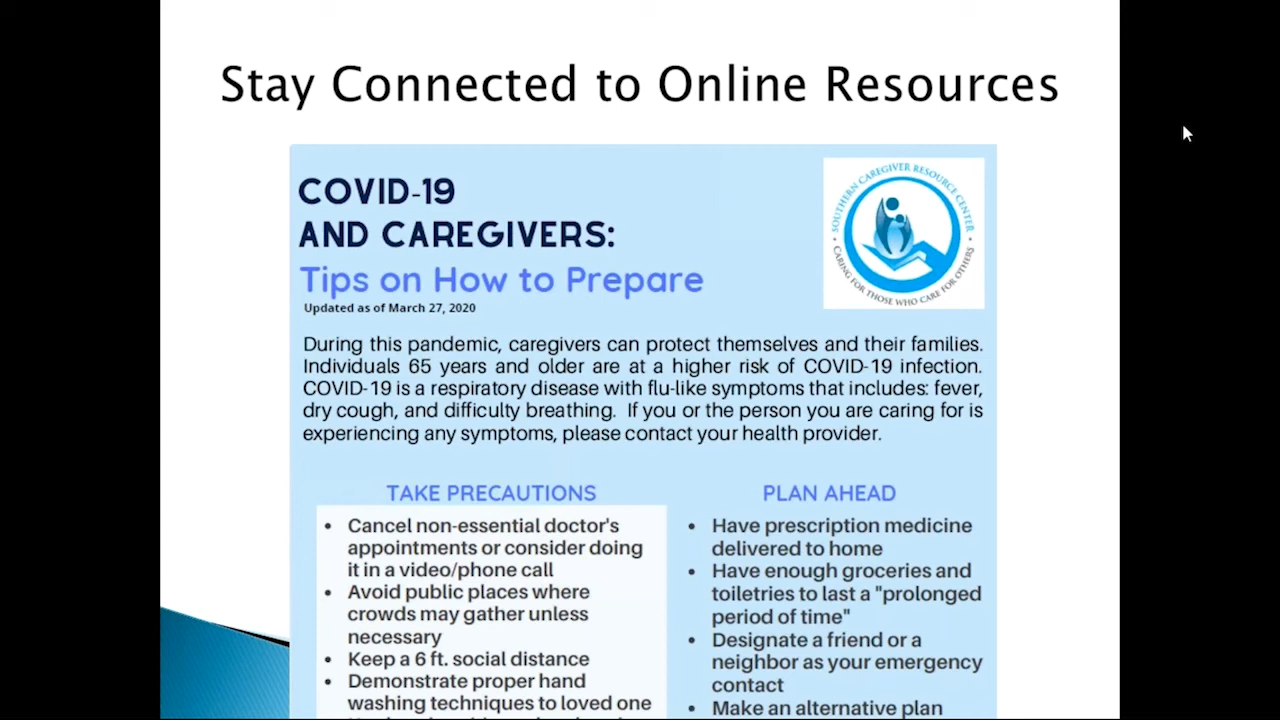 Stay Connected to Online Resources
COVID-19
AND CAREGIVERS:
Tips on How to Prepare
Updated as of March 27, 2020
SOUTHERN CAREGIVER RESOURCE CENTER
CARING FOR THOSE WHO CARE FOR OTHERS
During this pandemic, caregivers can protect themselves and their families.
Individuals 65 years and older are at a higher risk of COVID-19 infection.
COVID-19 is a respiratory disease with flu-like symptoms that includes: fever,
dry cough, and difficulty breathing. If you or the person you are caring for is
experiencing any symptoms, please contact your health provider.
TAKE PRECAUTIONS
• Cancel non-essential doctor's
appointments or consider doing
it in a video/phone call
• Avoid public places where
crowds may gather unless
necessary
• Keep a 6 ft. social distance
• Demonstrate proper hand
washing techniques to loved one
PLAN AHEAD
• Have prescription medicine
delivered to home
• Have enough groceries and
toiletries to last a "prolonged
period of time"
• Designate a friend or a
neighbor as your emergency
contact
• Make an alternative plan